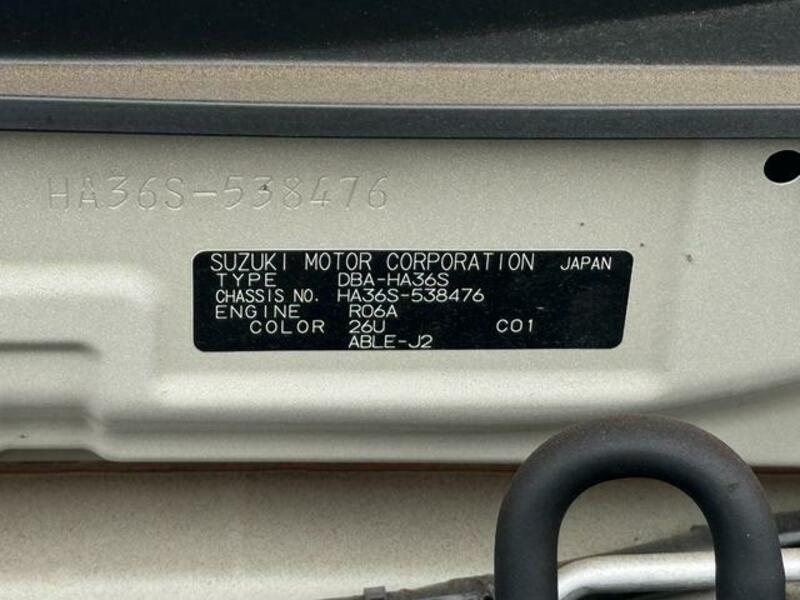 HA36S-538476
SUZUKI MOTOR CORPORATION JAPAN
TYPE DBA-HA36S
CHASSIS NO. HA36S-538476
ENGINE R06A
COLOR 26U C01
ABLE-J2